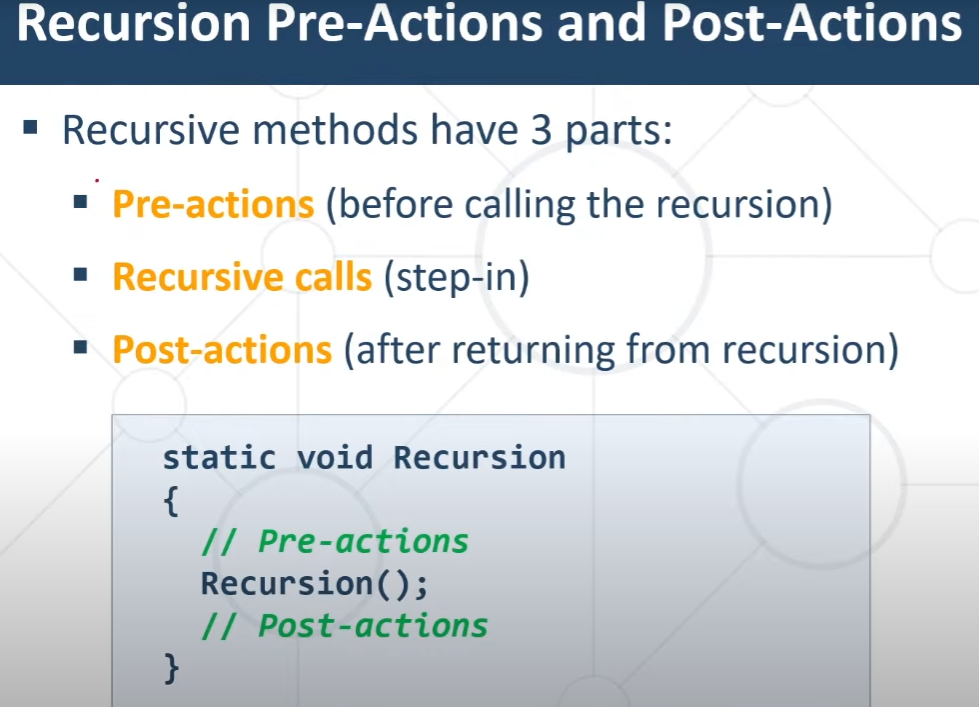 Recursion Pre-Actions and Post-Actions
▪ Recursive methods have 3 parts:
▪ Pre-actions (before calling the recursion)
▪ Recursive calls (step-in)
▪ Post-actions (after returning from recursion)
static void Recursion
{
// Pre-actions
Recursion();
// Post-actions
}